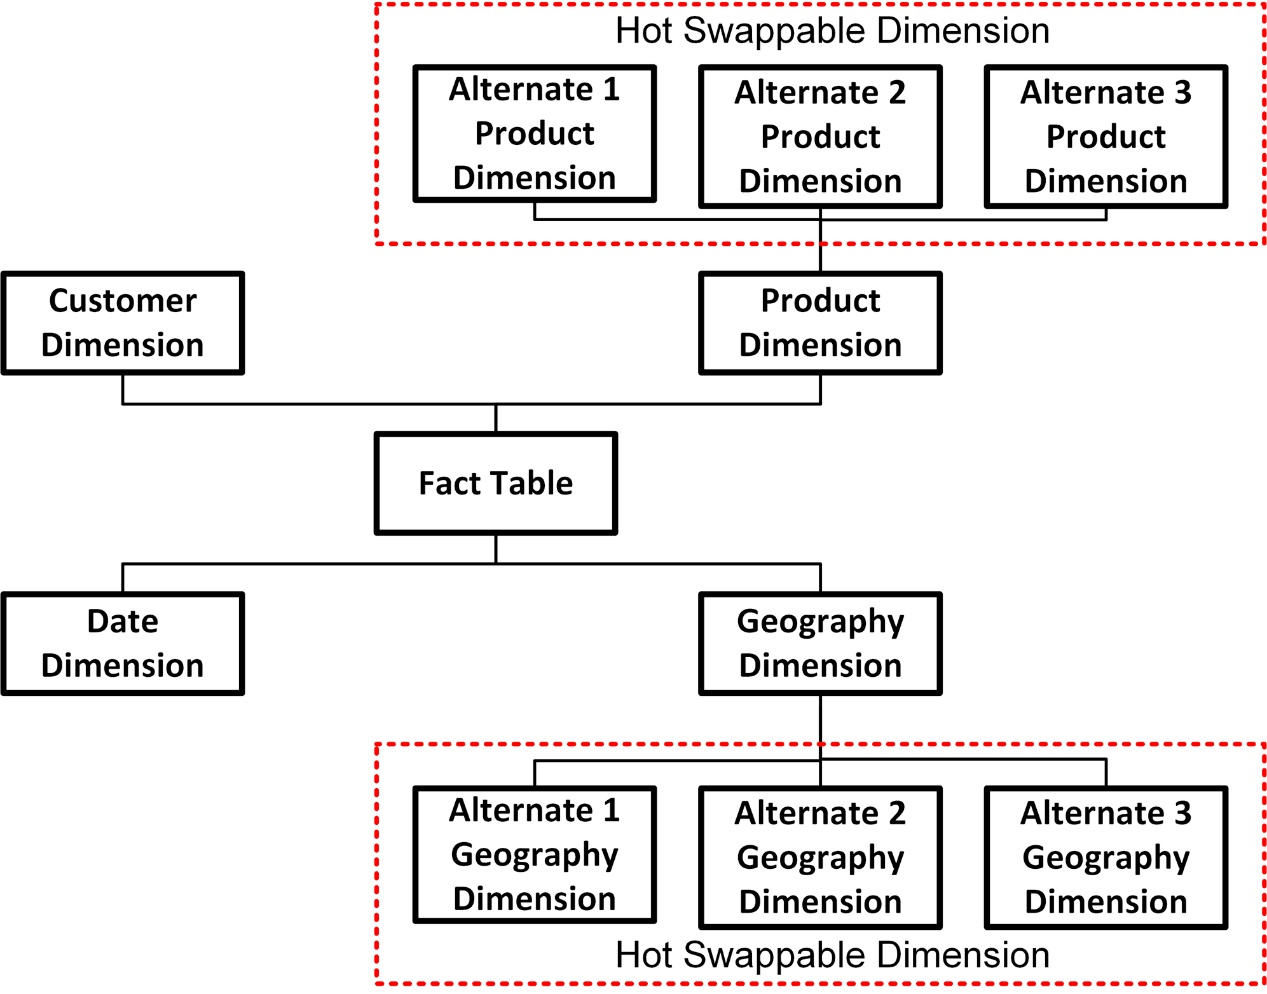 Hot Swappable Dimension
Alternate 1
Product
Dimension
Alternate 2
Product
Dimension
Alternate 3
Product
Dimension
Customer
Dimension
Product
Dimension
Fact Table
Date
Dimension
Geography
Dimension
Alternate 1
Geography
Dimension
Alternate 2
Geography
Dimension
Alternate 3
Geography
Dimension
Hot Swappable Dimension